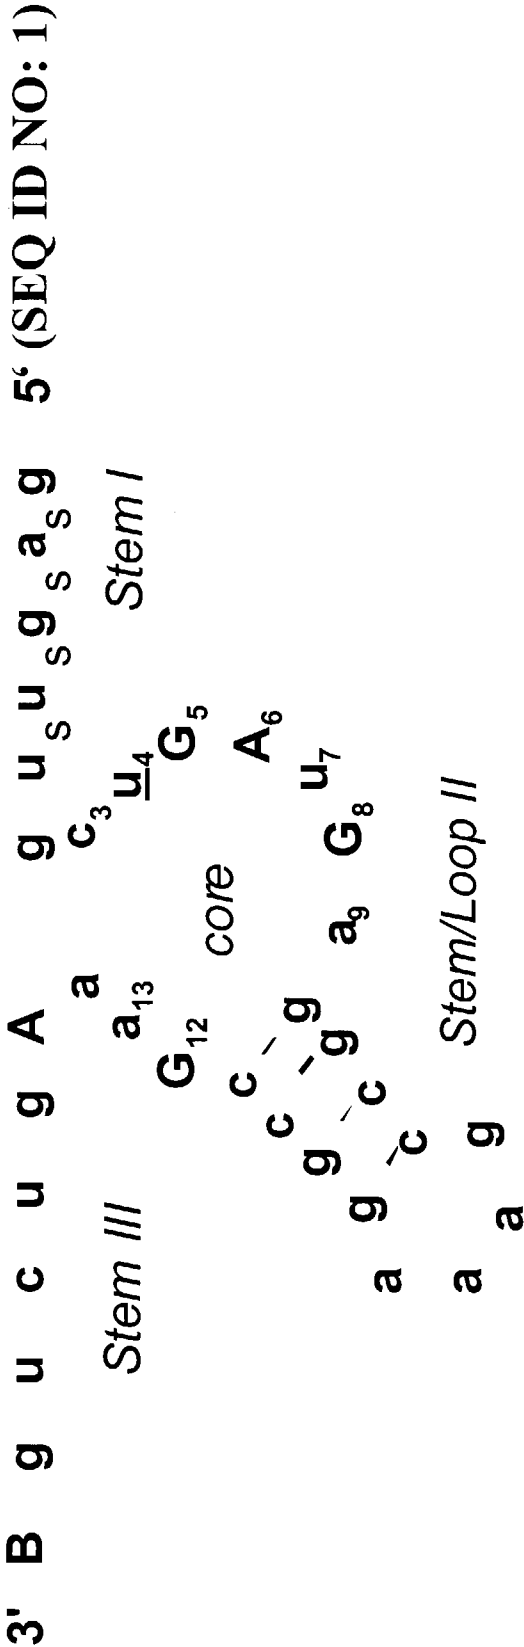 3' B g u c u g A g u s u s g s a s g 5' (SEQ ID NO: 1)
Stem III a c3 Stem I
a13 u4
G12 G5
core
c g A6
c g u7
g c a9 G8
g c
a g
a a
Stem/Loop II